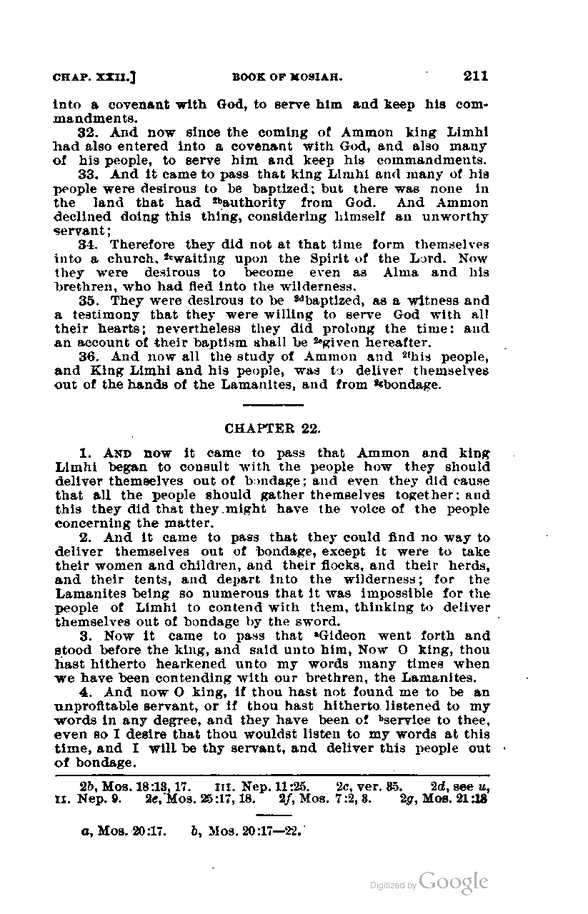 CHAP. XXII.] BOOK OF MOSIAH. 211
into a covenant with God, to serve him and keep his com-
mandments.
32. And now since the coming of Ammon king Limhi
had also entered into a covenant with God, and also many
of his people, to serve him and keep his commandments.
33. And it came to pass that king Limhi and many of his
people were desirous to be baptized; but there was none in
the land that had 2bauthority from God. And Ammon
declined doing this thing, considering himself an unworthy
servant;
34. Therefore they did not at that time form themselves
into a church, 2cwaiting upon the Spirit of the Lord. Now
they were desirous to become even as Alma and his
brethren, who had fled into the wilderness.
35. They were desirous to be 2dbaptized, as a witness and
a testimony that they were willing to serve God with all
their hearts; nevertheless they did prolong the time: and
an account of their baptism shall be 2egiven hereafter.
36. And now all the study of Ammon and 2fhis people,
and King Limhi and his people, was to deliver themselves
out of the hands of the Lamanites, and from 2gbondage.
CHAPTER 22.
1. AND now it came to pass that Ammon and king
Limhi began to consult with the people how they should
deliver themselves out of bondage; and even they did cause
that all the people should gather themselves together; and
this they did that they might have the voice of the people
concerning the matter.
2. And it came to pass that they could find no way to
deliver themselves out of bondage, except it were to take
their women and children, and their flocks, and their herds,
and their tents, and depart into the wilderness; for the
Lamanites being so numerous that it was impossible for the
people of Limhi to contend with them, thinking to deliver
themselves out of bondage by the sword.
3. Now it came to pass that aGideon went forth and
stood before the king, and said unto him, Now O king, thou
hast hitherto hearkened unto my words many times when
we have been contending with our brethren, the Lamanites.
4. And now O king, if thou hast not found me to be an
unprofitable servant, or if thou hast hitherto listened to my
words in any degree, and they have been of bservice to thee,
even so I desire that thou wouldst listen to my words at this
time, and I will be thy servant, and deliver this people out
of bondage.
2b, Mos. 18:13, 17. III. Nep. 11:25. 2c, ver. 35. 2d, see u,
II. Nep. 9. 2e, Mos. 25:17, 18. 2f, Mos. 7:2, 3. 2g, Mos. 21:18
a, Mos. 20:17. b, Mos. 20:17—22.
Digitized by Google